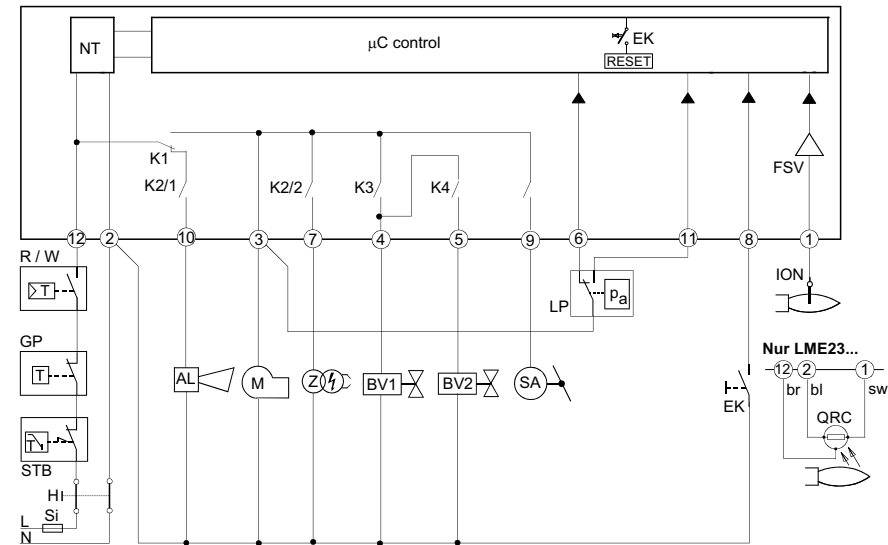 NT
µC control
EK
RESET
FSV
K1
K2/1
K2/2
K3
K4
12
2
10
3
7
4
5
9
6
11
8
1
R / W
T
GP
T
STB
T
H
L
Si
N
AL
M
Z
BV1
BV2
SA
LP
pa
EK
ION
Nur LME23...
12
2
1
br
bl
sw
QRC